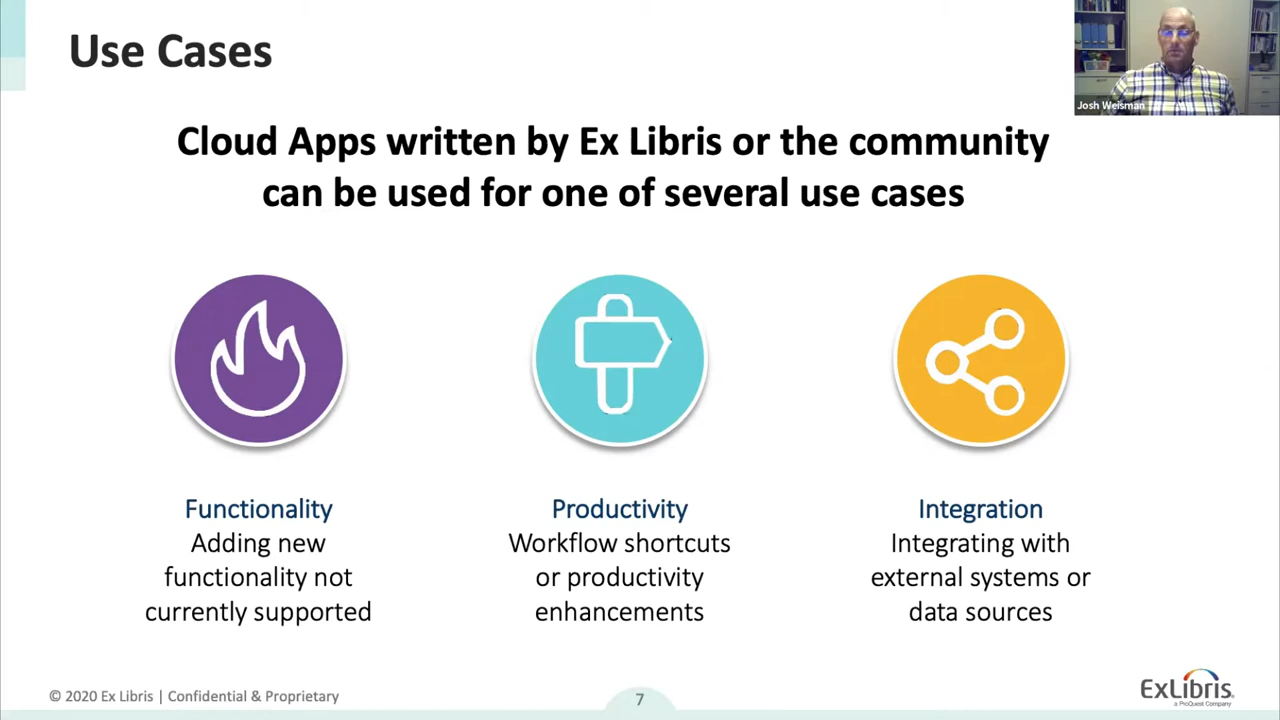 Use Cases
Josh Weisman
Cloud Apps written by Ex Libris or the community
can be used for one of several use cases
Functionality
Adding new
functionality not
currently supported
Productivity
Workflow shortcuts
or productivity
enhancements
Integration
Integrating with
external systems or
data sources
© 2020 Ex Libris | Confidential & Proprietary
7
ExLibris
a ProQuest Company